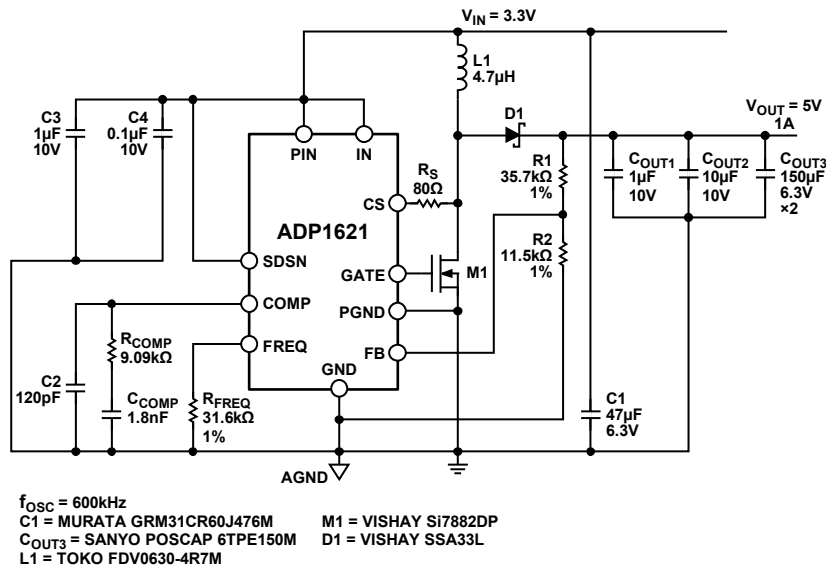 VIN = 3.3V
L1
4.7µH
D1
VOUT = 5V
1A
C3
1µF
10V
C4
0.1µF
10V
PIN
IN
RS
80Ω
CS
R1
35.7kΩ
1%
COUT1
1µF
10V
COUT2
10µF
10V
COUT3
150µF
6.3V
×2
ADP1621
SDSN
GATE
M1
R2
11.5kΩ
1%
COMP
PGND
RCOMP
9.09kΩ
FREQ
FB
GND
C2
120pF
CCOMP
1.8nF
RFREQ
31.6kΩ
1%
C1
47µF
6.3V
AGND
fOSC = 600kHz
C1 = MURATA GRM31CR60J476M
M1 = VISHAY Si7882DP
COUT3 = SANYO POSCAP 6TPE150M
D1 = VISHAY SSA33L
L1 = TOKO FDV0630-4R7M